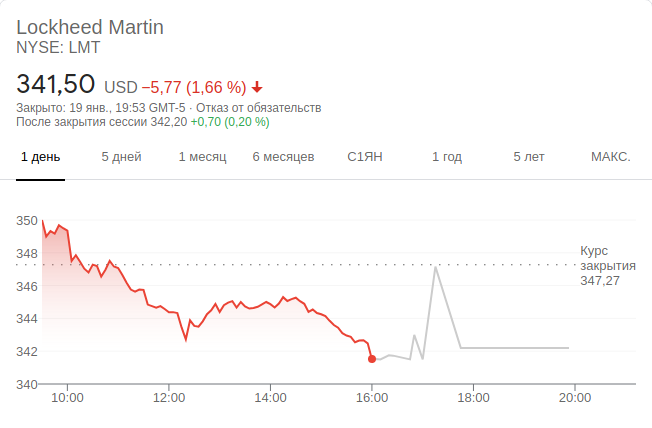 Lockheed Martin
NYSE: LMT
341,50 USD −5,77 (1,66 %)
Закрыто: 19 янв., 19:53 GMT-5 · Отказ от обязательств
После закрытия сессии 342,20 +0,70 (0,20 %)
1 день 5 дней 1 месяц 6 месяцев С1ЯН 1 год 5 лет МАКС.
350
348
346
344
342
340
Курс
закрытия
347,27
10:00 12:00 14:00 16:00 18:00 20:00